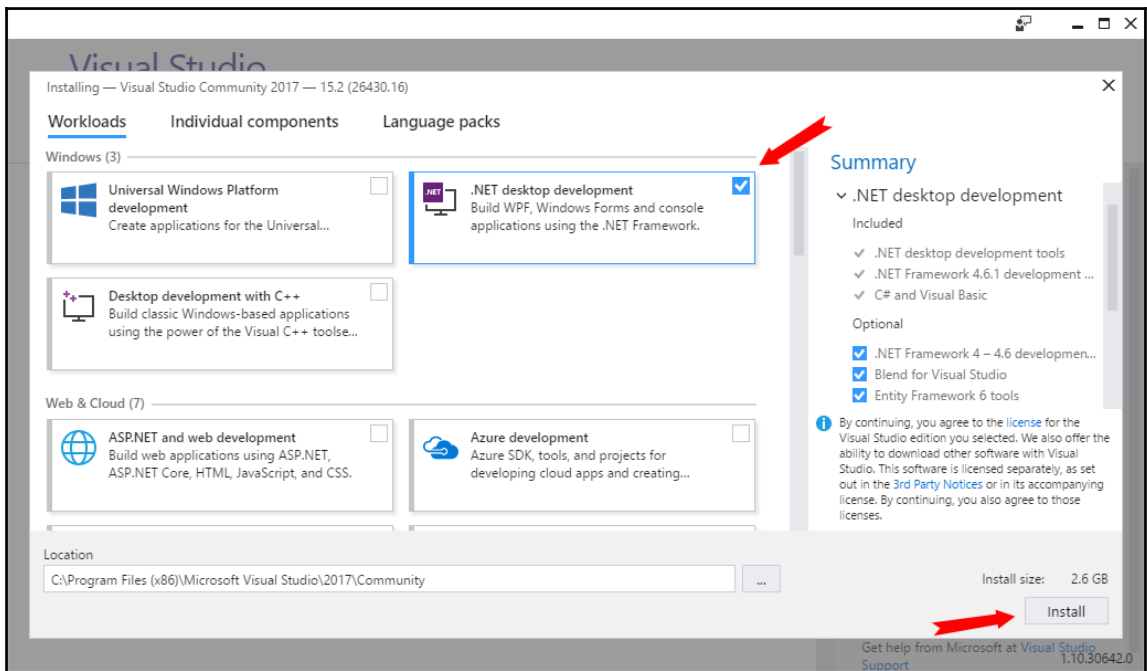 Visual Studio
Installing — Visual Studio Community 2017 — 15.2 (26430.16)
Workloads
Individual components
Language packs
Windows (3)
Universal Windows Platform
development
Create applications for the Universal...
.NET
.NET desktop development
Build WPF, Windows Forms and console
applications using the .NET Framework.
Desktop development with C++
Build classic Windows-based applications
using the power of the Visual C++ toolse...
Web & Cloud (7)
ASP.NET and web development
Build web applications using ASP.NET,
ASP.NET Core, HTML, JavaScript, and CSS.
Azure development
Azure SDK, tools, and projects for
developing cloud apps and creating...
Summary
.NET desktop development
Included
.NET desktop development tools
.NET Framework 4.6.1 development ...
C# and Visual Basic
Optional
.NET Framework 4 – 4.6 developmen...
Blend for Visual Studio
Entity Framework 6 tools
By continuing, you agree to the license for the
Visual Studio edition you selected. We also offer the
ability to download other software with Visual
Studio. This software is licensed separately, as set
out in the 3rd Party Notices or in its accompanying
license. By continuing, you also agree to those
licenses.
Location
C:\Program Files (x86)\Microsoft Visual Studio\2017\Community
...
Install size: 2.6 GB
Install
Get help from Microsoft at Visual Studio
Support
1.10.30642.0